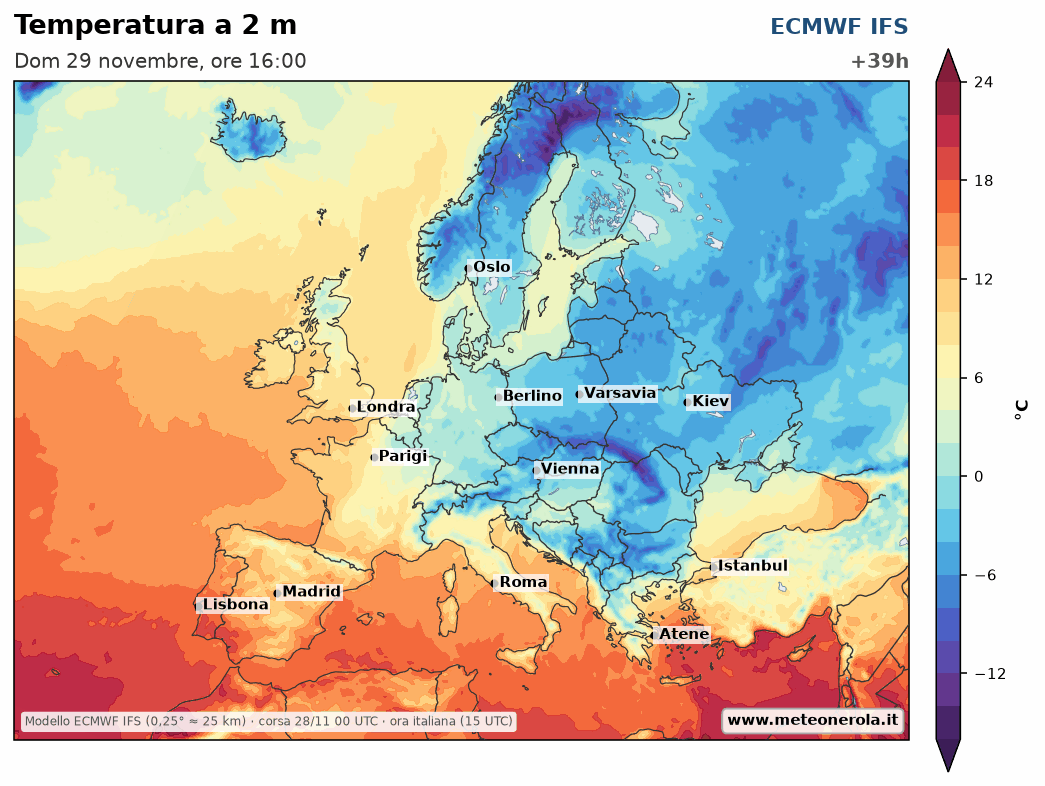 Temperatura a 2 m
ECMWF IFS
Dom 29 novembre, ore 16:00
+39h
24
18
12
6
0
−6
−12
°C
Oslo
Londra
Berlino
Varsavia
Kiev
Parigi
Vienna
Istanbul
Roma
Madrid
Lisbona
Atene
Modello ECMWF IFS (0,25° ≈ 25 km) · corsa 28/11 00 UTC · ora italiana (15 UTC)
www.meteonerola.it